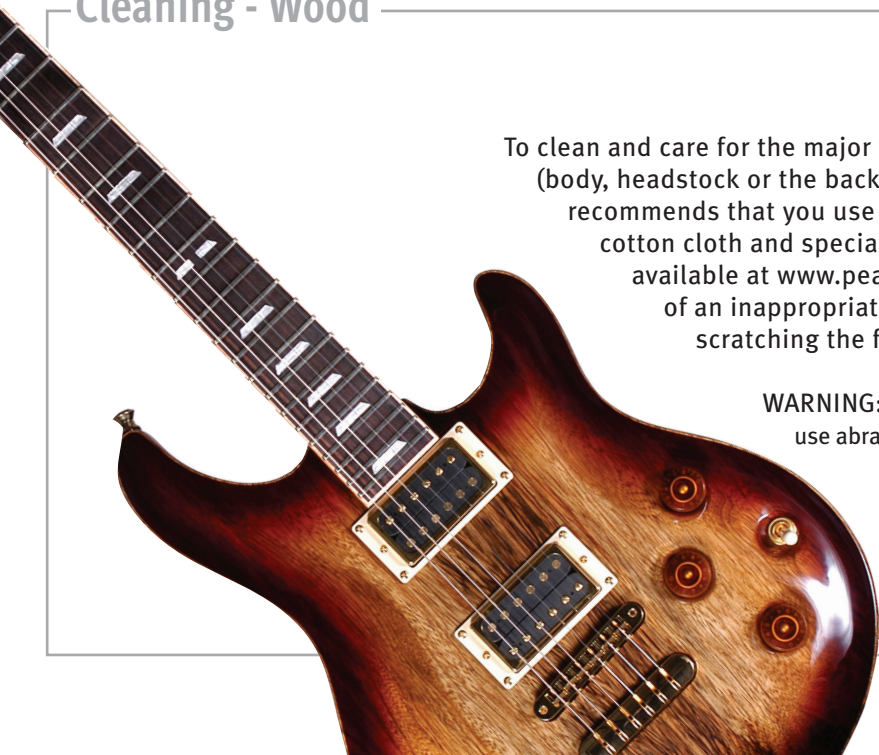 Cleaning - Wood
To clean and care for the major
(body, headstock or the back
recommends that you use
cotton cloth and specia
available at www.pea
of an inappropriat
scratching the f
WARNING:
use abra